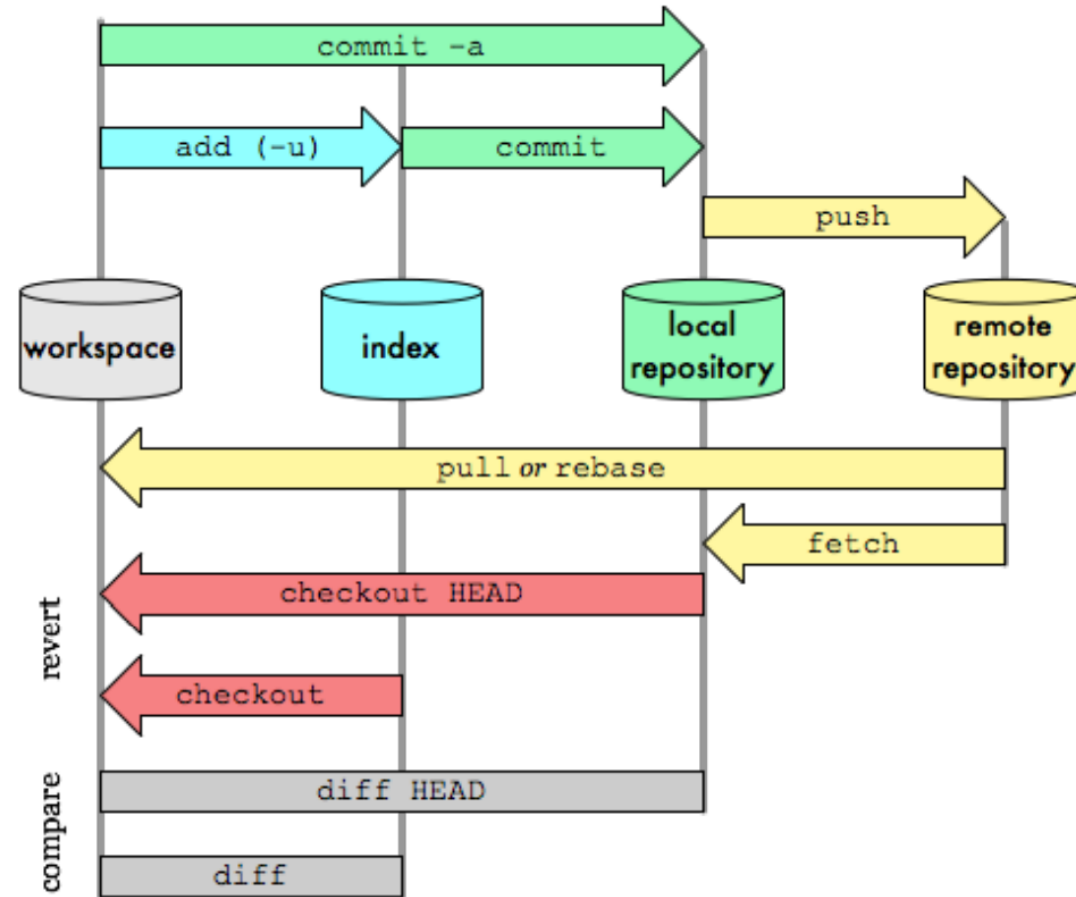 commit -a
add (-u)
commit
push
workspace
index
local
repository
remote
repository
pull or rebase
fetch
revert
checkout HEAD
checkout
compare
diff HEAD
diff